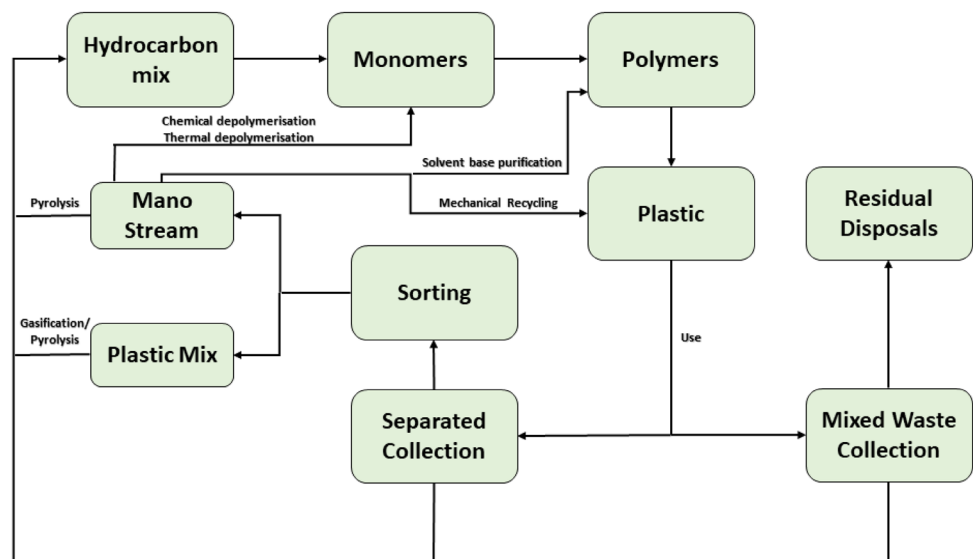 Hydrocarbon
mix
Monomers
Polymers
Chemical depolymerisation
Thermal depolymerisation
Solvent base purification
Pyrolysis
Mano
Stream
Mechanical Recycling
Plastic
Residual
Disposals
Sorting
Gasification/
Pyrolysis
Plastic Mix
Use
Separated
Collection
Mixed Waste
Collection